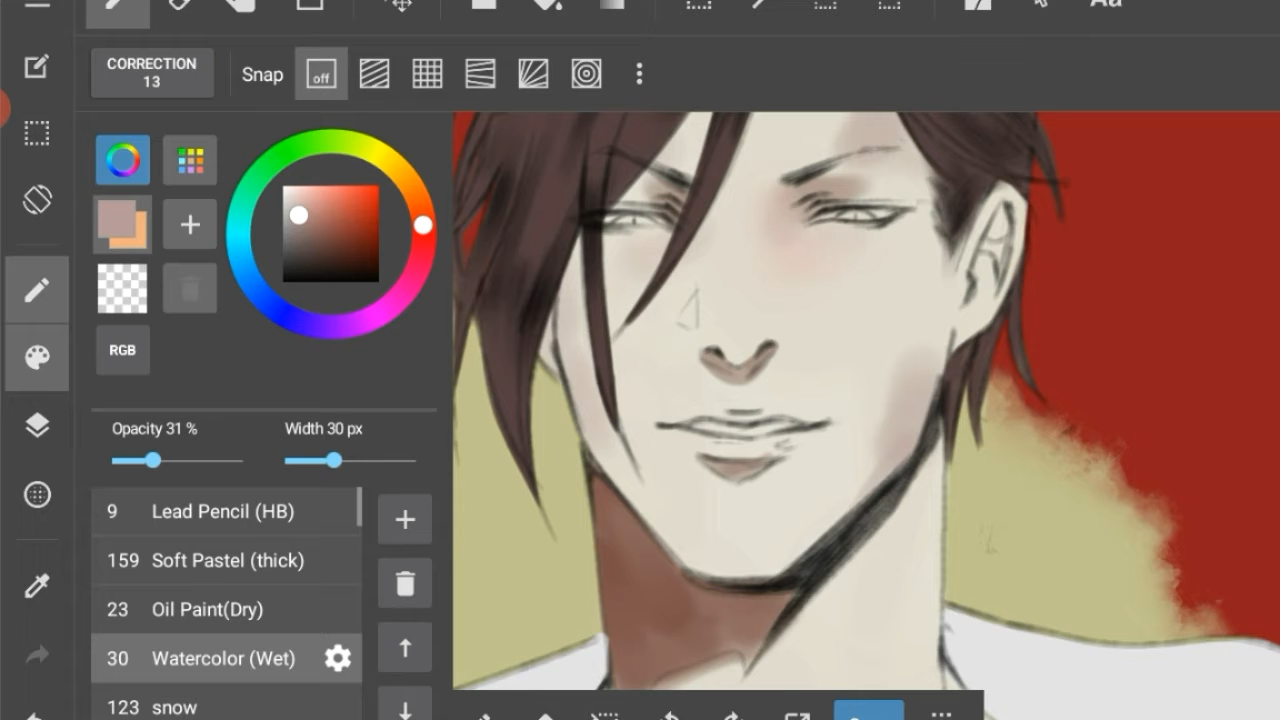 Aa
CORRECTION
13
Snap
off
RGB
Opacity 31 %
Width 30 px
9 Lead Pencil (HB)
159 Soft Pastel (thick)
23 Oil Paint(Dry)
30 Watercolor (Wet)
123 snow